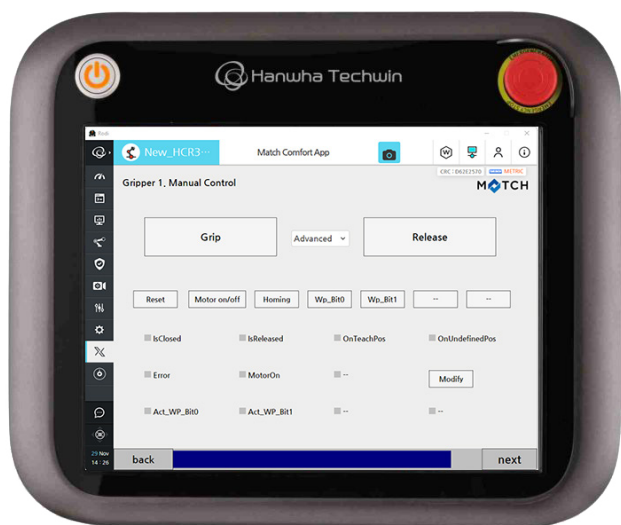 Hanwha Techwin
Rodi
New_HCR3...
Match Comfort App
CRC : D62E2570
METRIC
Gripper 1, Manual Control
MATCH
Grip
Advanced
Release
Reset
Motor on/off
Homing
Wp_Bit0
Wp_Bit1
--
--
IsClosed
IsReleased
OnTeachPos
OnUndefinedPos
Error
MotorOn
--
Modify
Act_WP_Bit0
Act_WP_Bit1
--
--
29 Nov
14 : 26
back
next